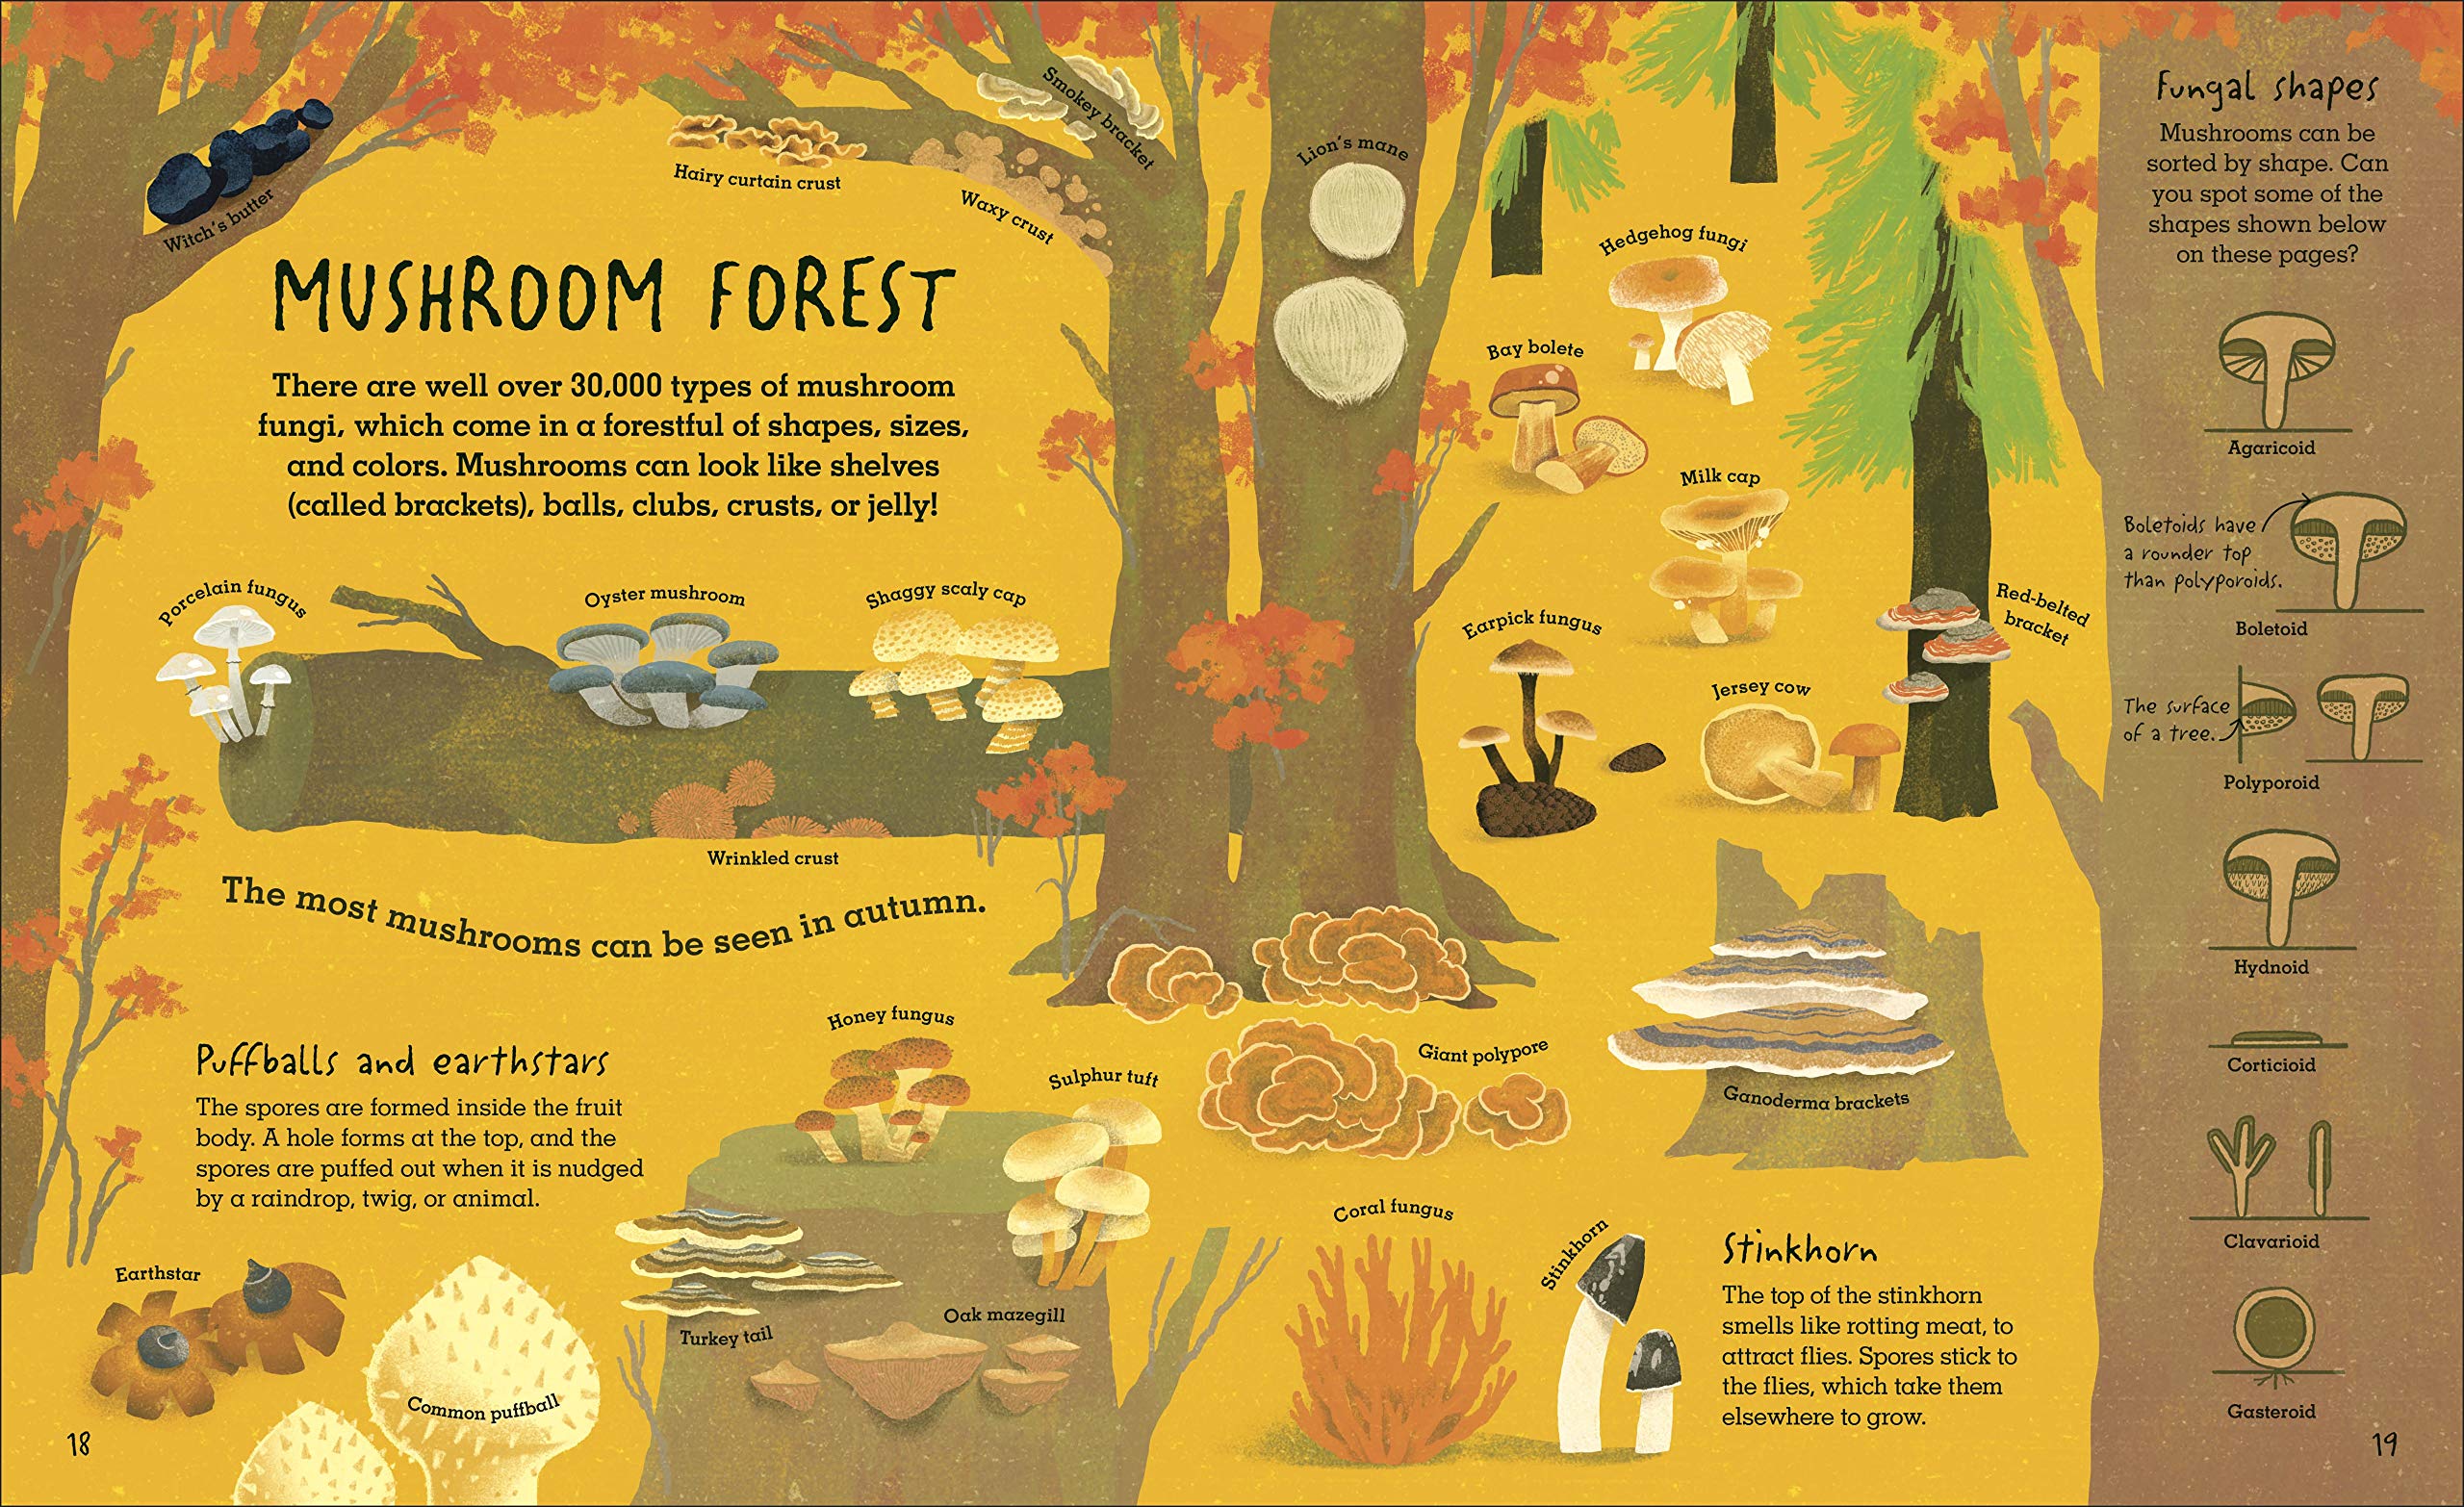 Witch's butter
Hairy curtain crust
Smokey bracket
Waxy crust
MUSHROOM FOREST
There are well over 30,000 types of mushroom
fungi, which come in a forestful of shapes, sizes,
and colors. Mushrooms can look like shelves
(called brackets), balls, clubs, crusts, or jelly!
Porcelain fungus
Oyster mushroom
Shaggy scaly cap
Wrinkled crust
The most mushrooms can be seen in autumn.
Puffballs and earthstars
The spores are formed inside the fruit
body. A hole forms at the top, and the
spores are puffed out when it is nudged
by a raindrop, twig, or animal.
Earthstar
Common puffball
Honey fungus
Sulphur tuft
Turkey tail
Oak mazegill
18
Lion's mane
Hedgehog fungi
Bay bolete
Milk cap
Earpick fungus
Jersey cow
Red-belted
bracket
Giant polypore
Ganoderma brackets
Coral fungus
Stinkhorn
Stinkhorn
The top of the stinkhorn
smells like rotting meat, to
attract flies. Spores stick to
the flies, which take them
elsewhere to grow.
Fungal shapes
Mushrooms can be
sorted by shape. Can
you spot some of the
shapes shown below
on these pages?
Agaricoid
Boletoids have
a rounder top
than polyporoids.
Boletoid
The surface
of a tree.
Polyporoid
Hydnoid
Corticioid
Clavarioid
Gasteroid
19